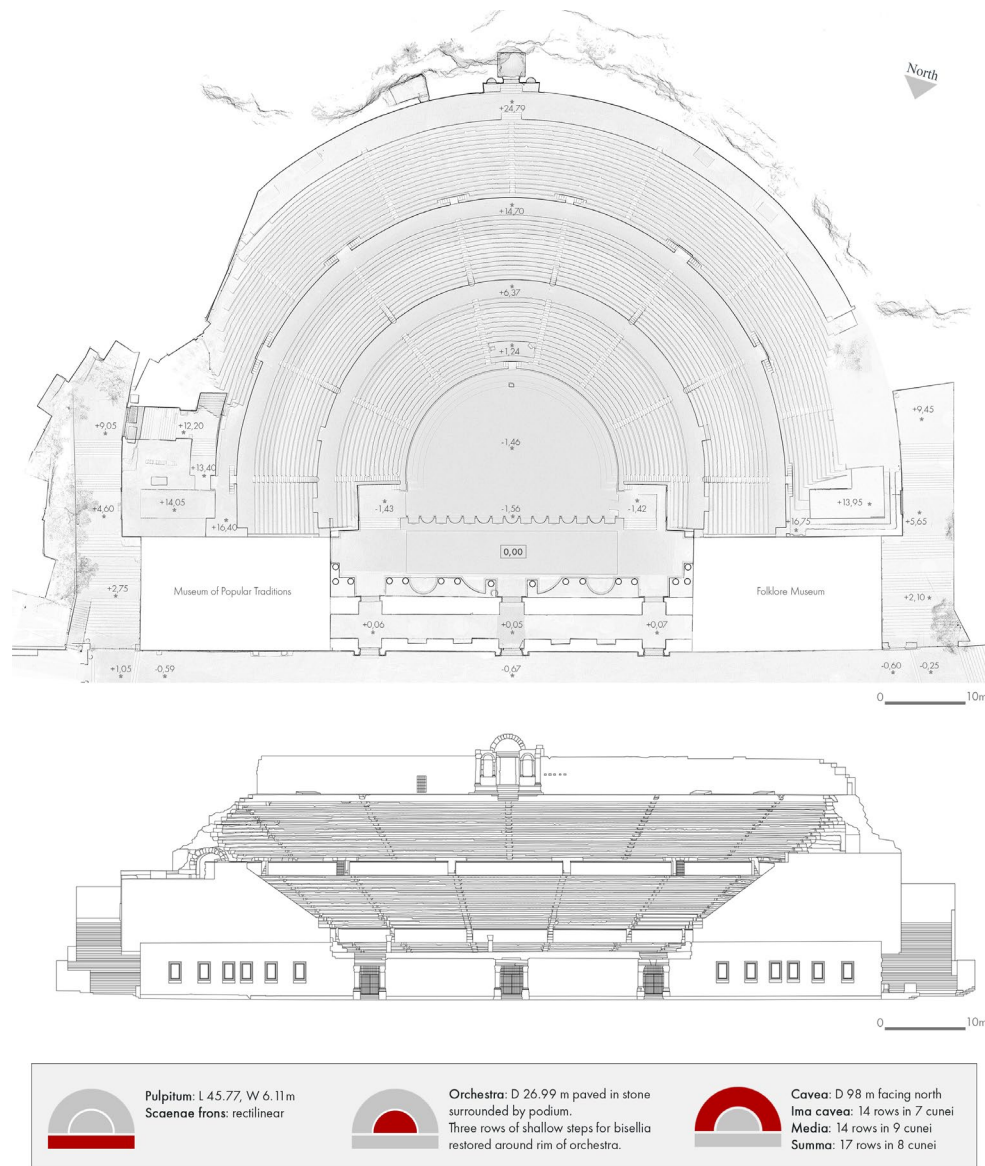 North
+24,79
+14,70
+6,37
+1,24
-1,46
+9,05
+12,20
+9,45
+13,40
+14,05
+4,60
-1,43
-1,56
-1,42
+13,95
+16,40
+16,75
+5,65
0,00
+2,75
Museum of Popular Traditions
Folklore Museum
+2,10
+0,06
+0,05
+0,07
+1,05
-0,59
-0,67
-0,60
-0,25
0 10m
0 10m
Pulpitum: L 45.77, W 6.11m
Scaenae frons: rectilinear
Orchestra: D 26.99 m paved in stone
surrounded by podium.
Three rows of shallow steps for bisellia
restored around rim of orchestra.
Cavea: D 98 m facing north
Ima cavea: 14 rows in 7 cunei
Media: 14 rows in 9 cunei
Summa: 17 rows in 8 cunei